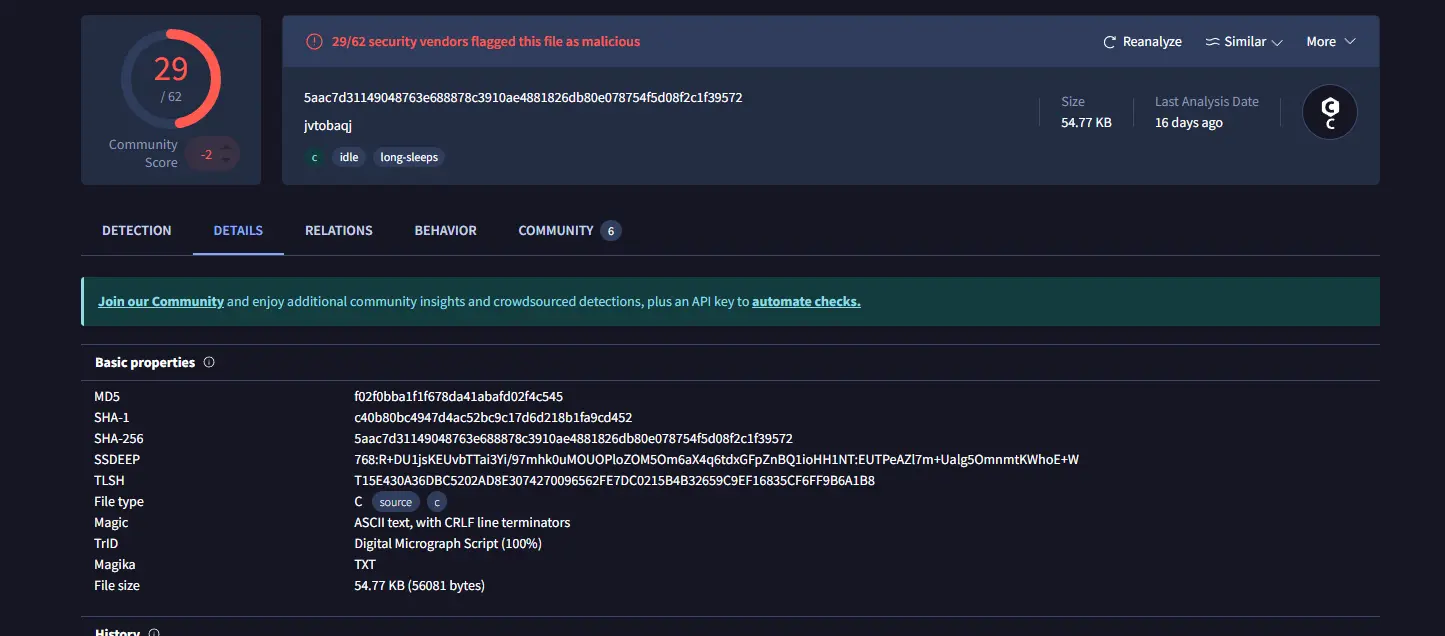 29
/ 62
Community
Score
-2
29/62 security vendors flagged this file as malicious
Reanalyze
Similar
More
5aac7d31149048763e688878c3910ae4881826db80e078754f5d08f2c1f39572
jvtobaqj
c
idle
long-sleeps
Size
54.77 KB
Last Analysis Date
16 days ago
C
C
DETECTION DETAILS RELATIONS BEHAVIOR COMMUNITY 6
Join our Community and enjoy additional community insights and crowdsourced detections, plus an API key to automate checks.
Basic properties
MD5 f02f0bba1f1f678da41abafd02f4c545
SHA-1 c40b80bc4947d4ac52bc9c17d6d218b1fa9cd452
SHA-256 5aac7d31149048763e688878c3910ae4881826db80e078754f5d08f2c1f39572
SSDEEP 768:R+DU1jsKEUvbTTai3Yi/97mhk0uMOUOPloZOM5Om6aX4q6tdxGFpZnBQ1ioHH1NT:EUTPeAZl7m+Ualg5OmnmtKWhoE+W
TLSH T15E430A36DBC5202AD8E3074270096562FE7DC0215B4B32659C9EF16835CF6FF9B6A1B8
File type C source c
Magic ASCII text, with CRLF line terminators
TrID Digital Micrograph Script (100%)
Magika TXT
File size 54.77 KB (56081 bytes)
History